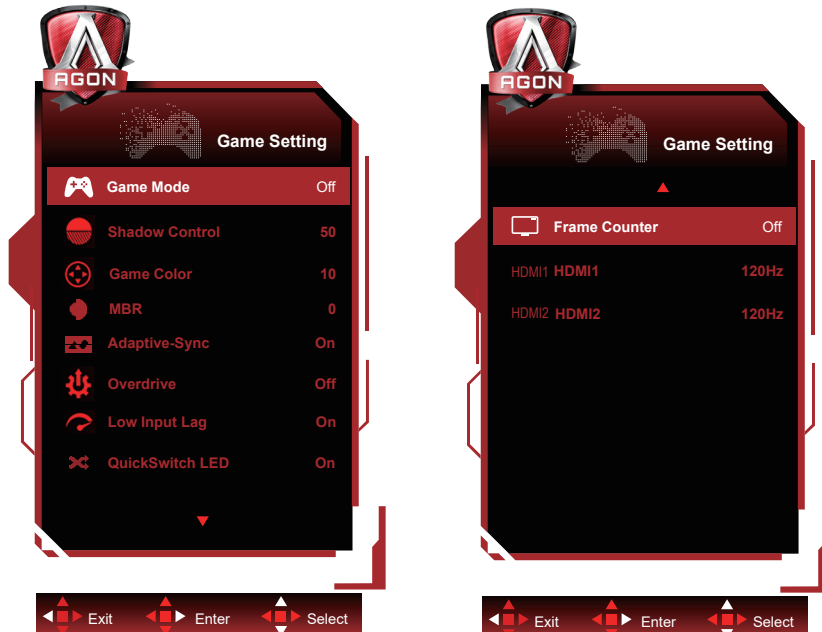 AGON
Game Setting
Game Mode Off
Shadow Control 50
Game Color 10
MBR 0
Adaptive-Sync On
Overdrive Off
Low Input Lag On
QuickSwitch LED On
Exit Enter Select
AGON
Game Setting
Frame Counter Off
HDMI1 HDMI1 120Hz
HDMI2 HDMI2 120Hz
Exit Enter Select